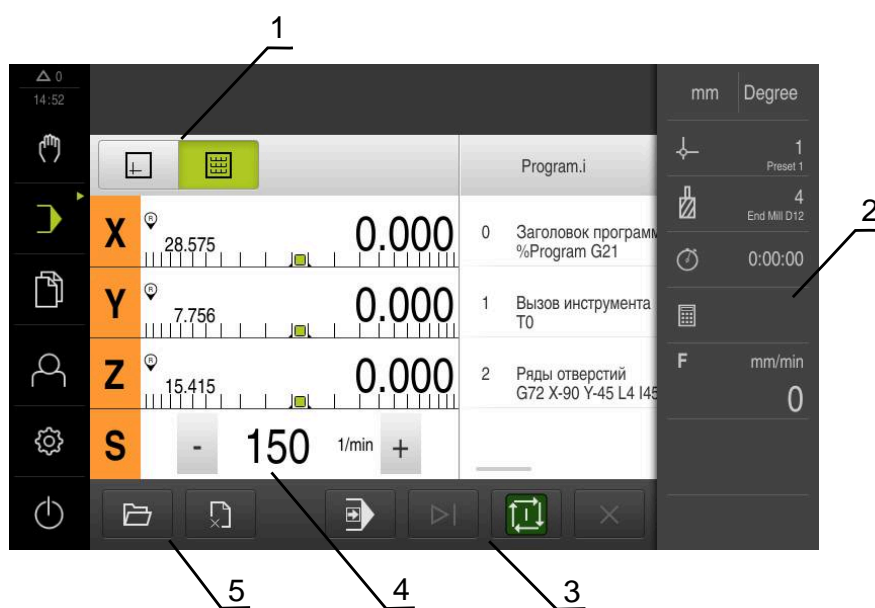 1
0
14:52
mm Degree
1
Preset 1
Program.i
4
End Mill D12
2
X
R
28.575
0.000
0 Заголовок программ
%Program G21
0:00:00
Y
R
7.756
0.000
1 Вызов инструмента
T0
Z
R
15.415
0.000
2 Ряды отверстий
G72 X-90 Y-45 L4 I45
F mm/min
0
S - 150 1/min +
5
4
3